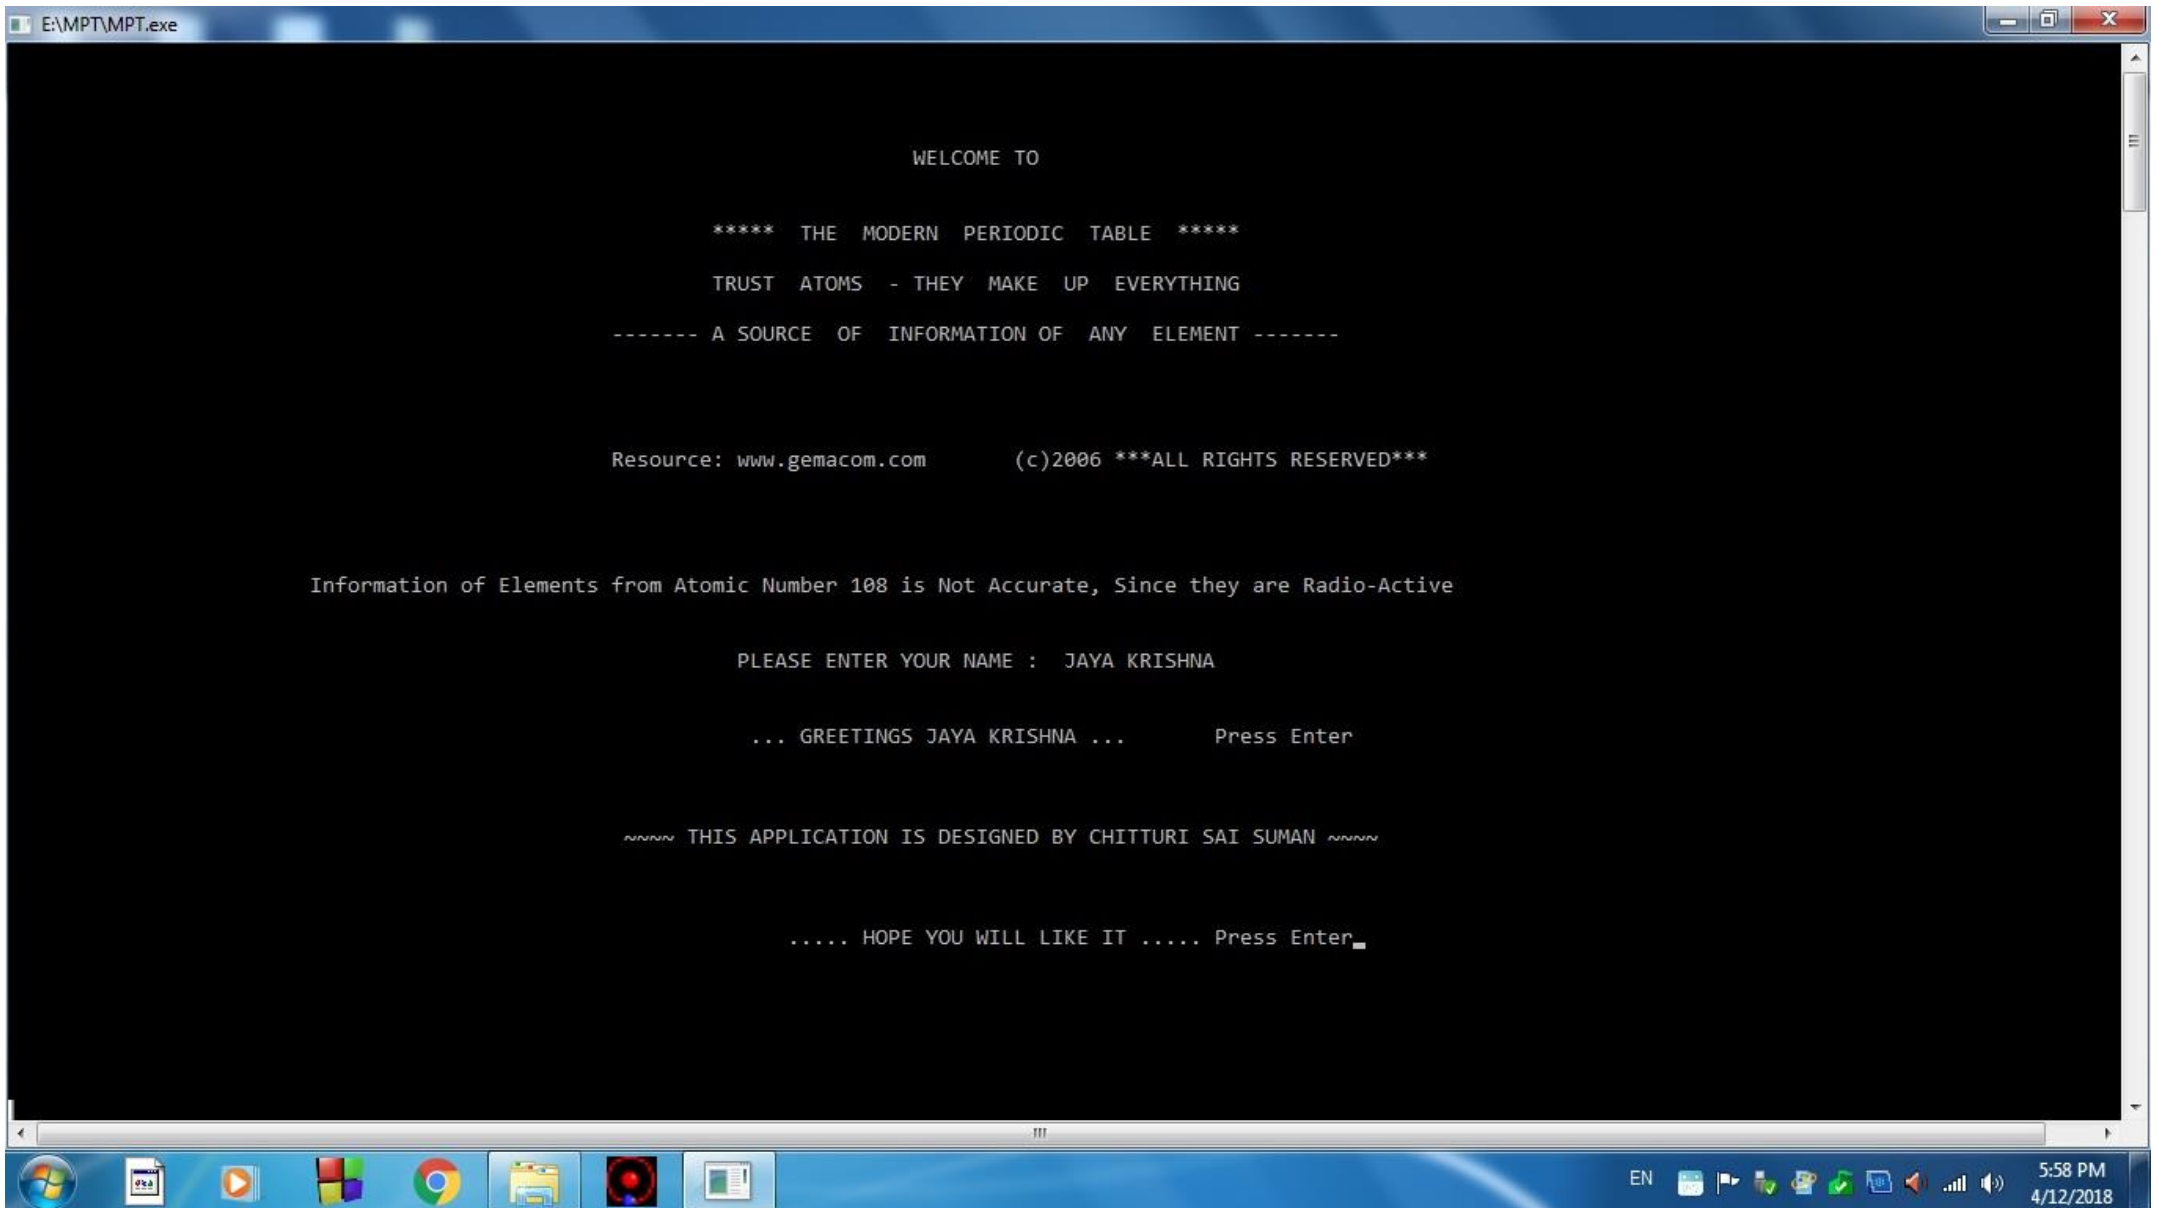 E:\MPT\MPT.exe
WELCOME TO
***** THE MODERN PERIODIC TABLE *****
TRUST ATOMS - THEY MAKE UP EVERYTHING
------- A SOURCE OF INFORMATION OF ANY ELEMENT -------
Resource: www.gemacom.com (c)2006 ***ALL RIGHTS RESERVED***
Information of Elements from Atomic Number 108 is Not Accurate, Since they are Radio-Active
PLEASE ENTER YOUR NAME : JAYA KRISHNA
... GREETINGS JAYA KRISHNA ... Press Enter
~~~~ THIS APPLICATION IS DESIGNED BY CHITTURI SAI SUMAN ~~~~
..... HOPE YOU WILL LIKE IT ..... Press Enter
EN
5:58 PM
4/12/2018